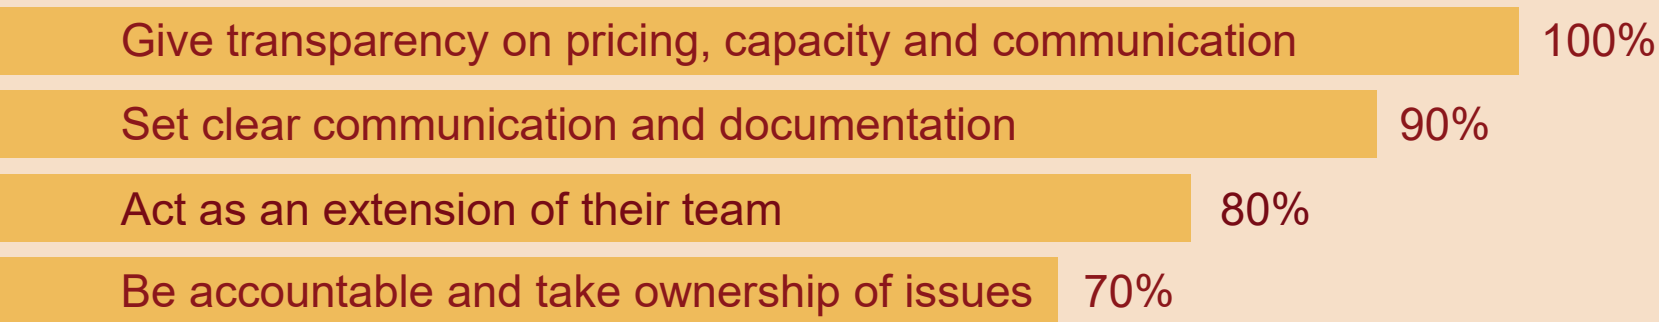 Give transparency on pricing, capacity and communication 100%
Set clear communication and documentation 90%
Act as an extension of their team 80%
Be accountable and take ownership of issues 70%